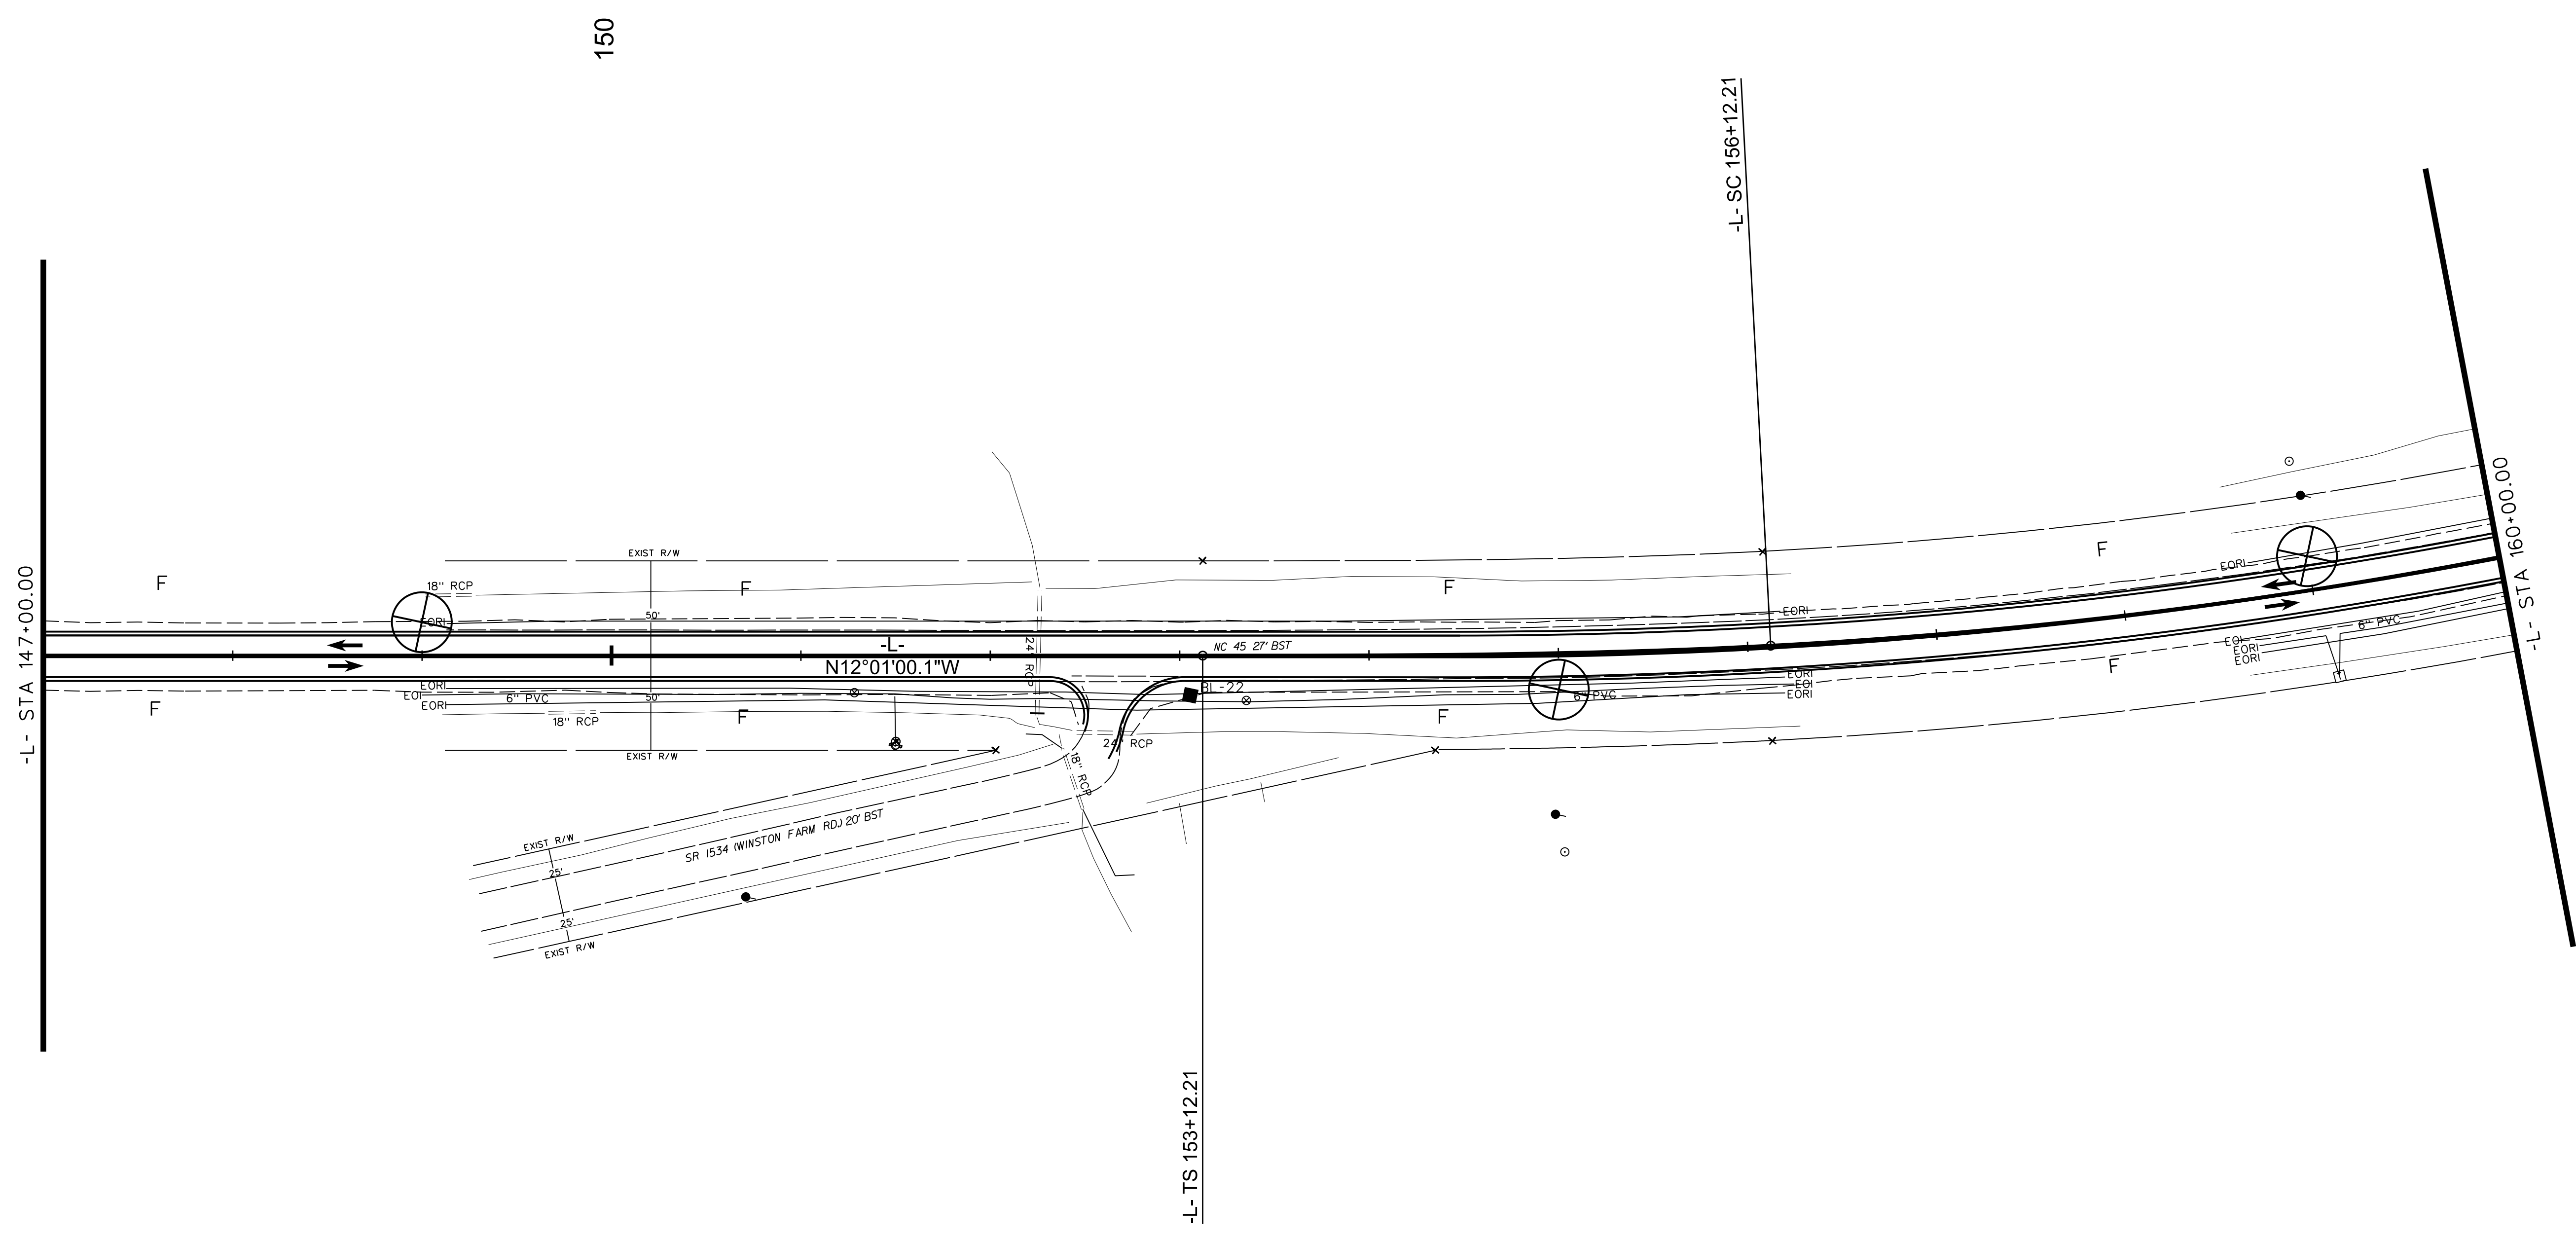 150
-L- SC 156+12.21
-L- STA 147+00.00
-L- STA 160+00.00
EXIST R/W
F
18" RCP
F
F
F
50'
EORI
EORI
EORI
24" RCP
-L-
N12°01'00.1"W
NC 45 27' BST
EORI
EOI
EORI
6" PVC
50'
18" RCP
F
F
BL-22
6" PVC
EORI
EOI
EORI
F
6" PVC
EOI
EORI
EORI
F
24" RCP
18" RCP
EXIST R/W
EXIST R/W
25'
25'
EXIST R/W
SR 1534 (WINSTON FARM RD.) 20' BST
-L- TS 153+12.21